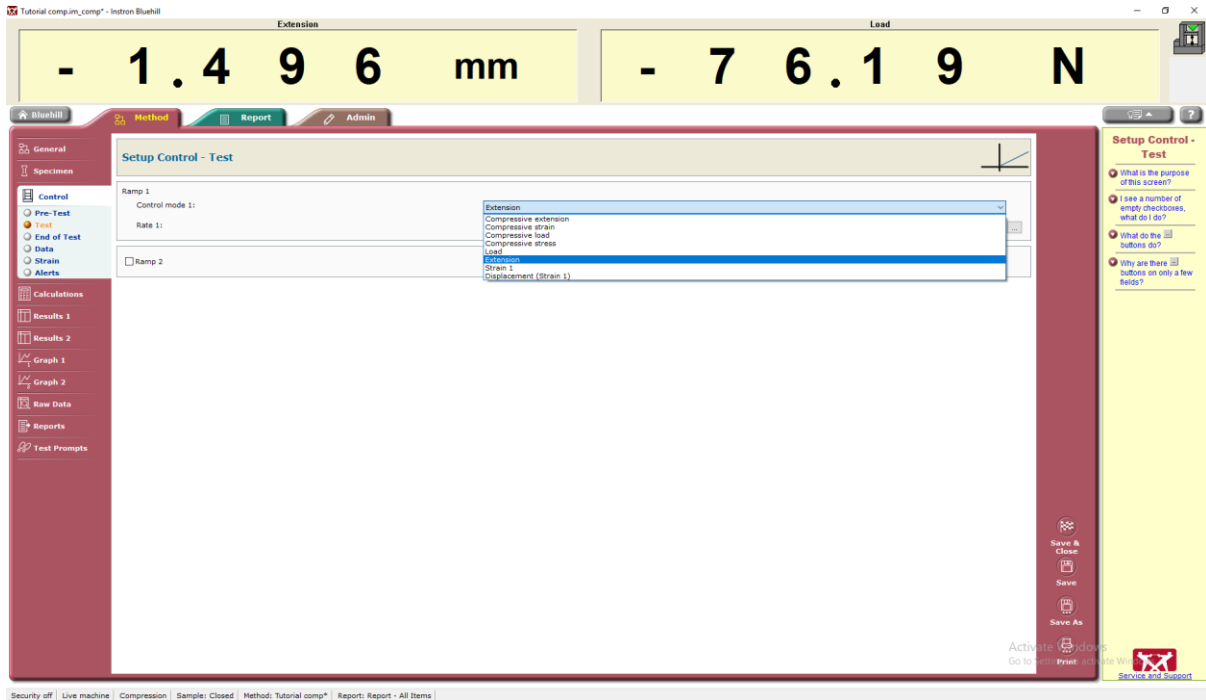 Tutorial comp.im_comp* - Instron Bluehill
Extension
Load
- 1.496 mm
- 76.19 N
Bluehill
Method
Report
Admin
?
General
Specimen
Control
Pre-Test
Test
End of Test
Data
Strain
Alerts
Calculations
Results 1
Results 2
Graph 1
Graph 2
Raw Data
Reports
Test Prompts
Setup Control - Test
Ramp 1
Control mode 1:
Extension
Rate 1:
...
Compressive extension
Compressive strain
Compressive load
Compressive stress
Load
Extension
Strain 1
Displacement (Strain 1)
Ramp 2
Save &
Close
Save
Save As
Print
Setup Control -
Test
What is the purpose
of this screen?
I see a number of
empty checkboxes,
what do I do?
What do the
buttons do?
Why are there
buttons on only a few
fields?
Activate Windows
Go to Settings to activate Windows
Service and Support
Security off
Live machine
Compression
Sample: Closed
Method: Tutorial comp*
Report: Report - All Items